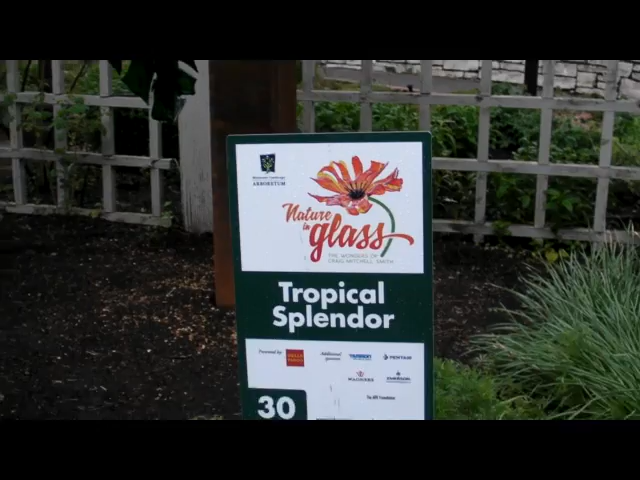 ARBORETUM
Nature
in
glass
THE WONDERS OF
CRAIG MITCHELL SMITH
Tropical
Splendor
Presented by
WELLS
FARGO
Additional
sponsors
PENTAIR
WAGNERS
30